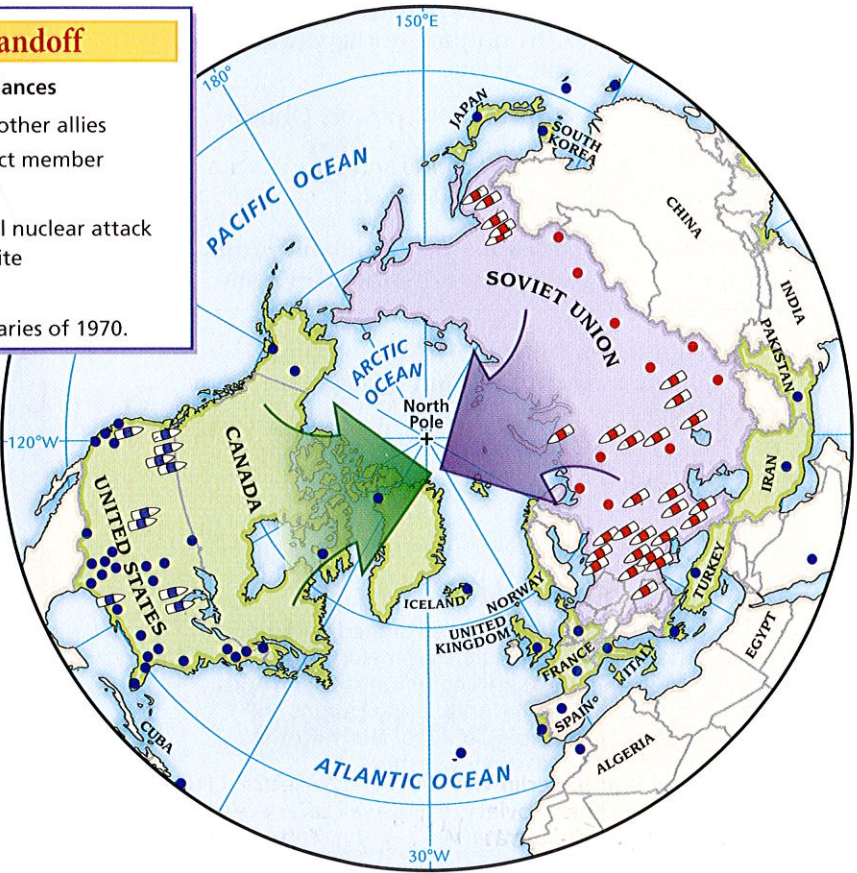 andoff
ances
other allies
ct member
l nuclear attack
ite
aries of 1970.
150°E
180°
JAPAN
SOUTH
KOREA
PACIFIC OCEAN
CHINA
SOVIET UNION
INDIA
PAKISTAN
ARCTIC
OCEAN
North
Pole
120°W
CANADA
IRAN
UNITED STATES
TURKEY
ICELAND
NORWAY
UNITED
KINGDOM
FRANCE
ITALY
EGYPT
SPAIN
CUBA
ALGERIA
ATLANTIC OCEAN
30°W